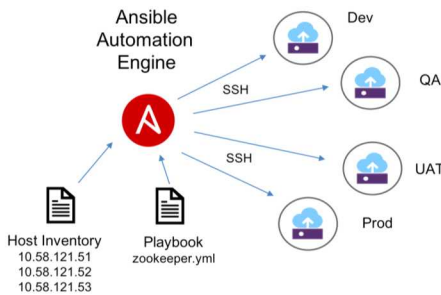 Ansible
Automation
Engine
Dev
SSH
QA
SSH
UAT
Prod
Host Inventory
10.58.121.51
10.58.121.52
10.58.121.53
Playbook
zookeeper.yml